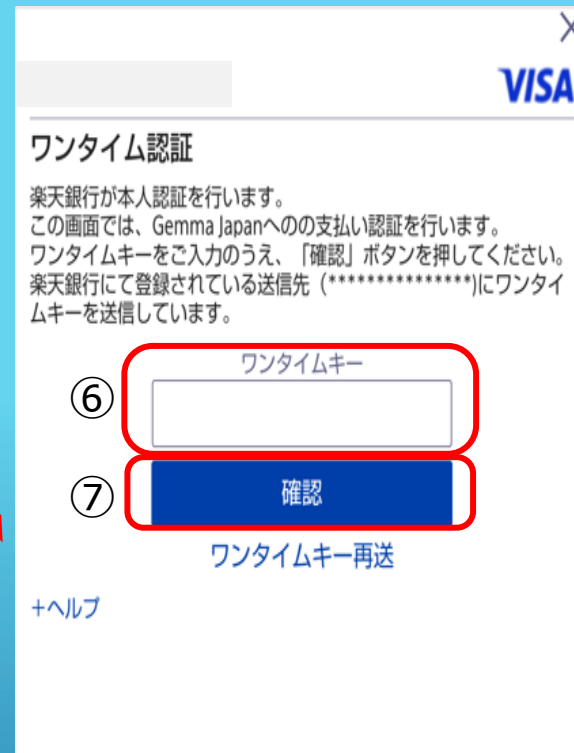 VISA
ワンタイム認証
楽天銀行が本人認証を行います。
この画面では、Gemma Japanへのの支払い認証を行います。
ワンタイムキーをご入力のうえ、「確認」ボタンを押してください。
楽天銀行にて登録されている送信先（***************)にワンタイ
ムキーを送信しています。
ワンタイムキー
⑥
⑦
確認
ワンタイムキー再送
+ヘルプ